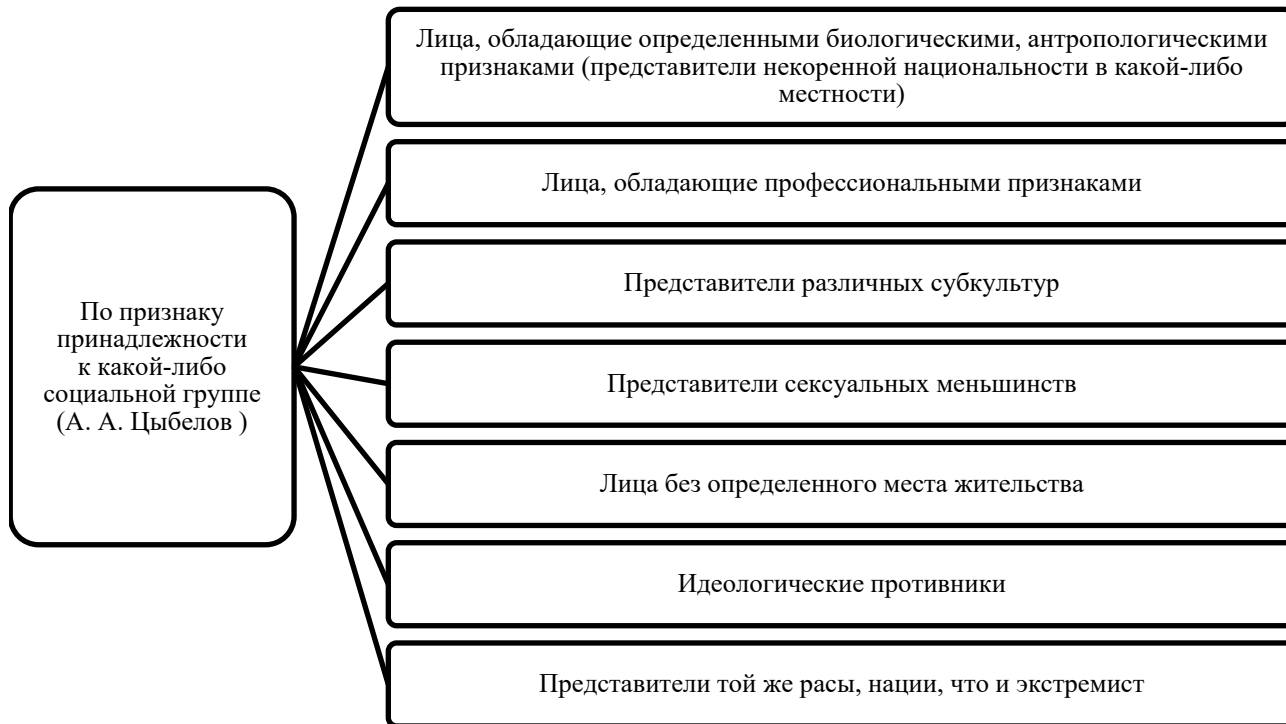 По признаку
принадлежности
к какой-либо
социальной группе
(А. А. Цыбелов )
Лица, обладающие определенными биологическими, антропологическими
признаками (представители некоренной национальности в какой-либо
местности)
Лица, обладающие профессиональными признаками
Представители различных субкультур
Представители сексуальных меньшинств
Лица без определенного места жительства
Идеологические противники
Представители той же расы, нации, что и экстремист